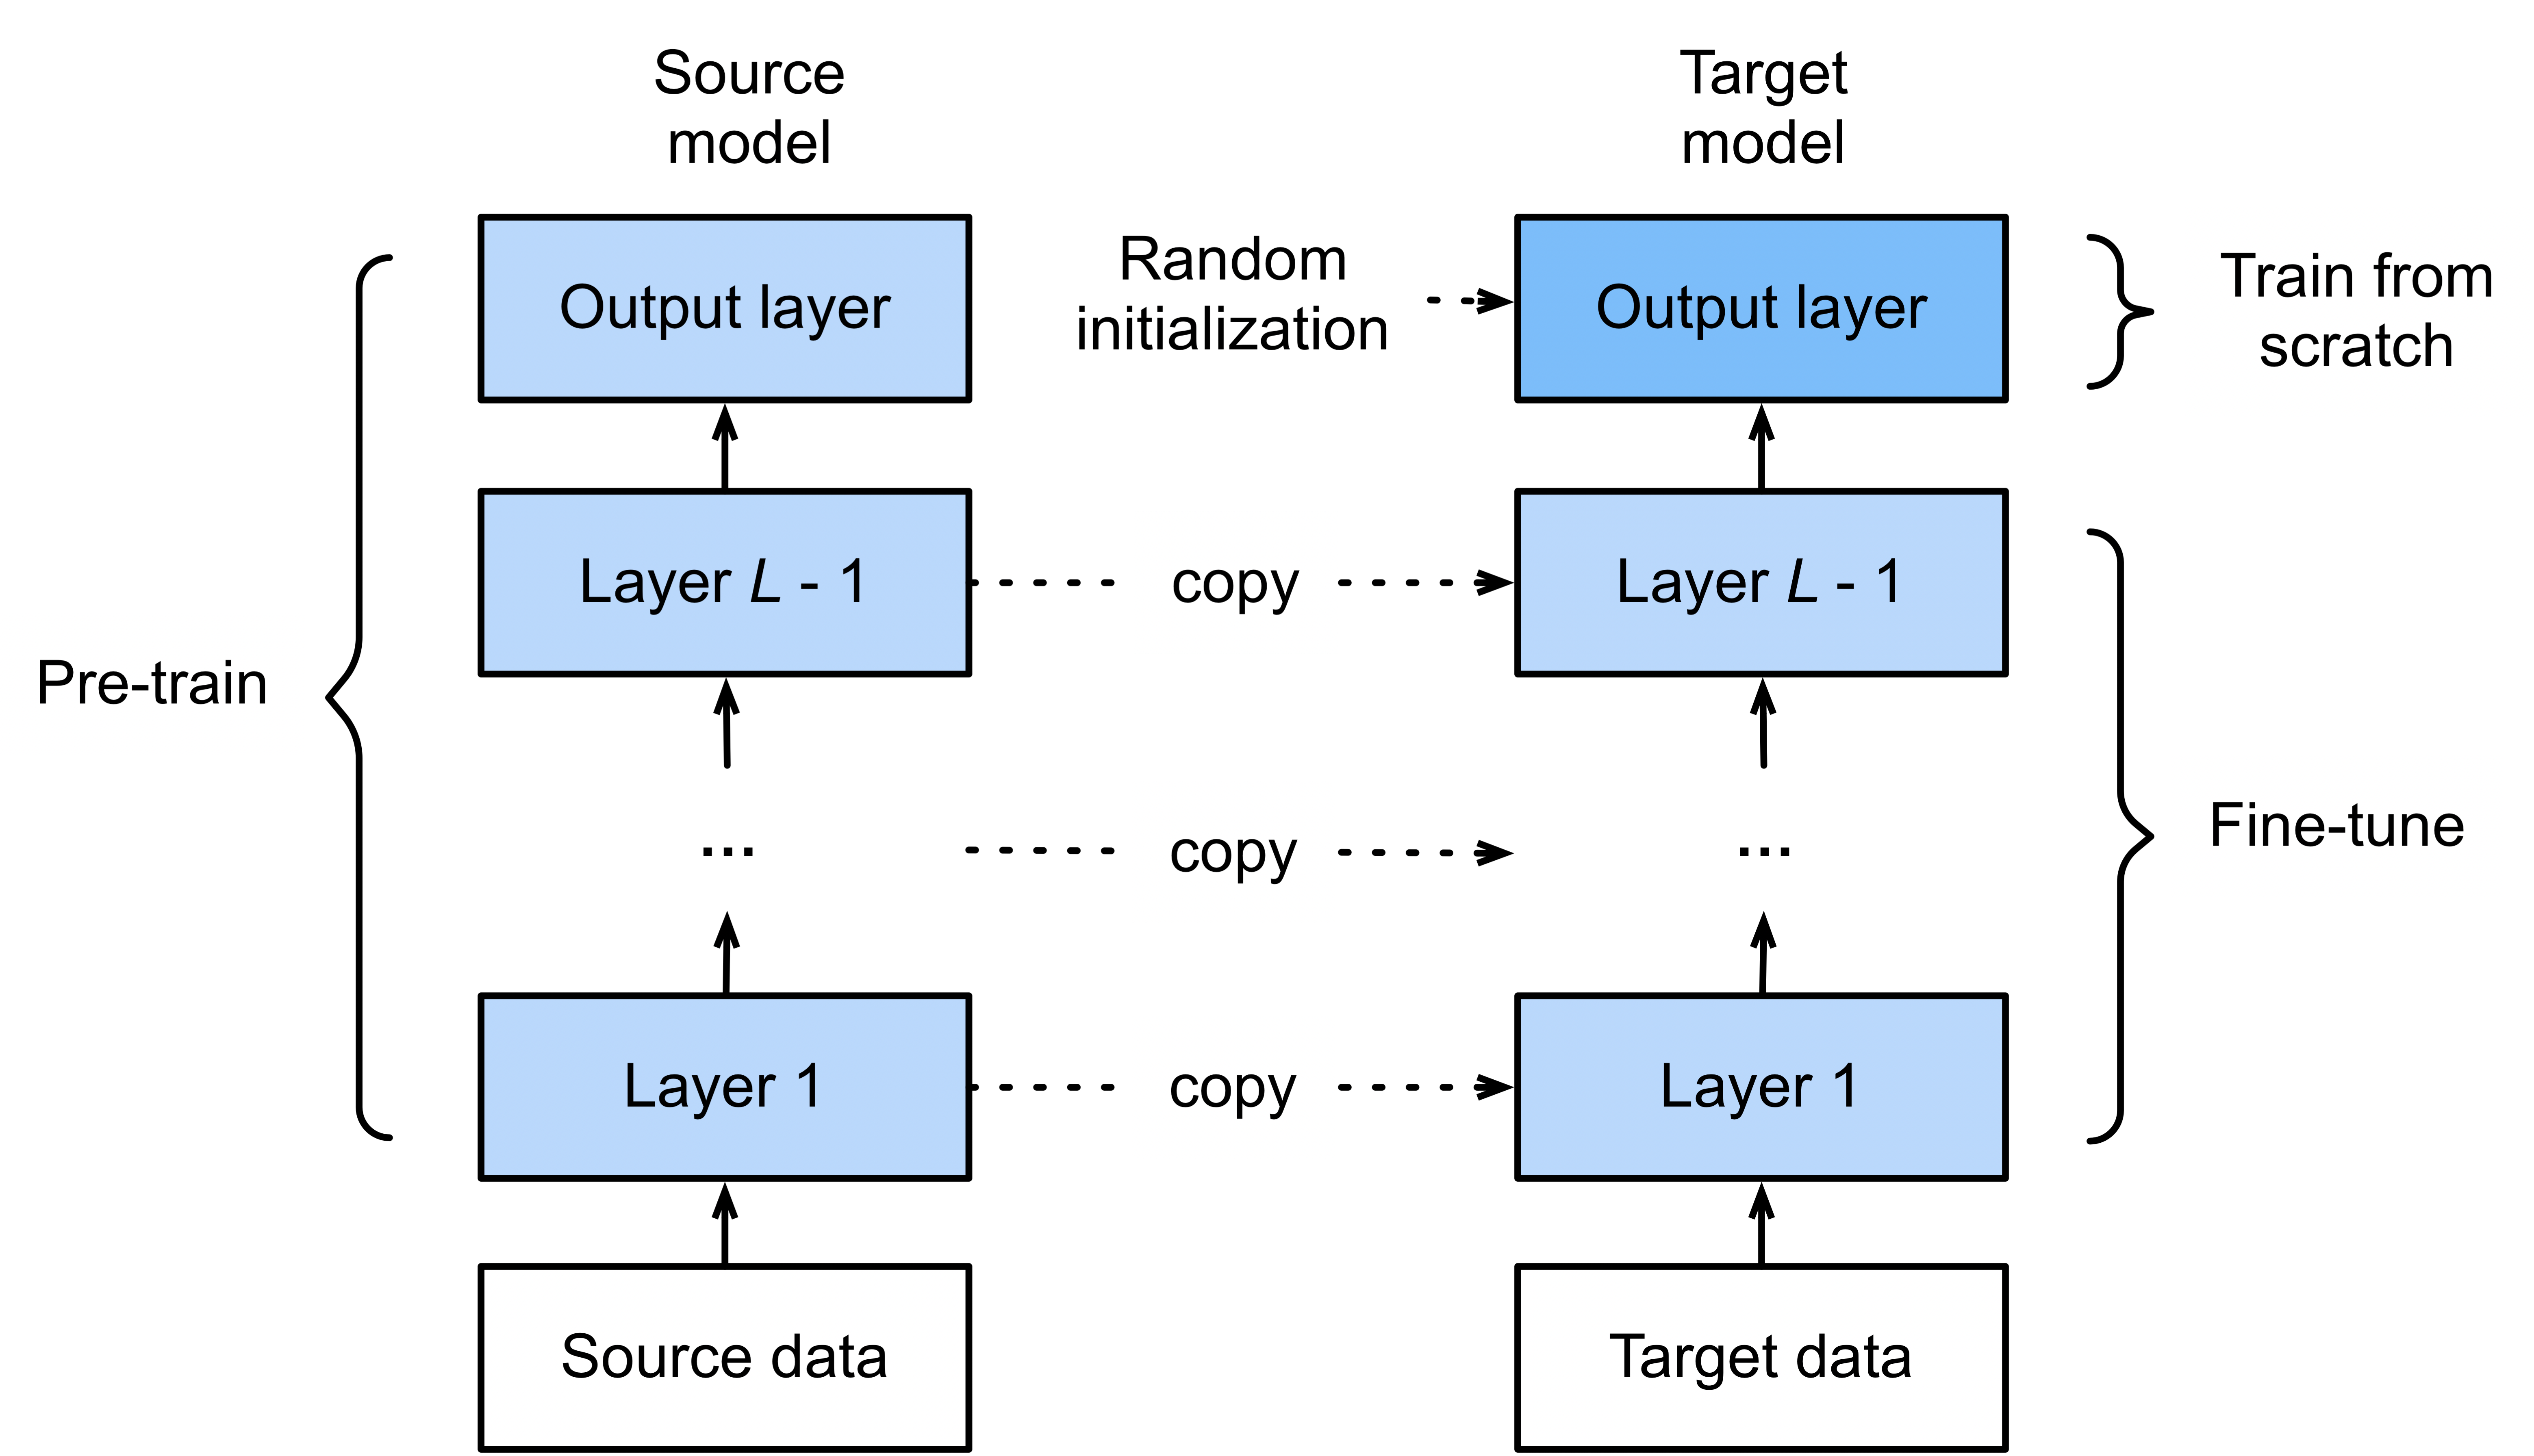 Source
model
Target
model
Output layer
Random
initialization
Output layer
Train from
scratch
Layer L - 1
copy
Layer L - 1
Pre-train
...
copy
...
Fine-tune
Layer 1
copy
Layer 1
Source data
Target data